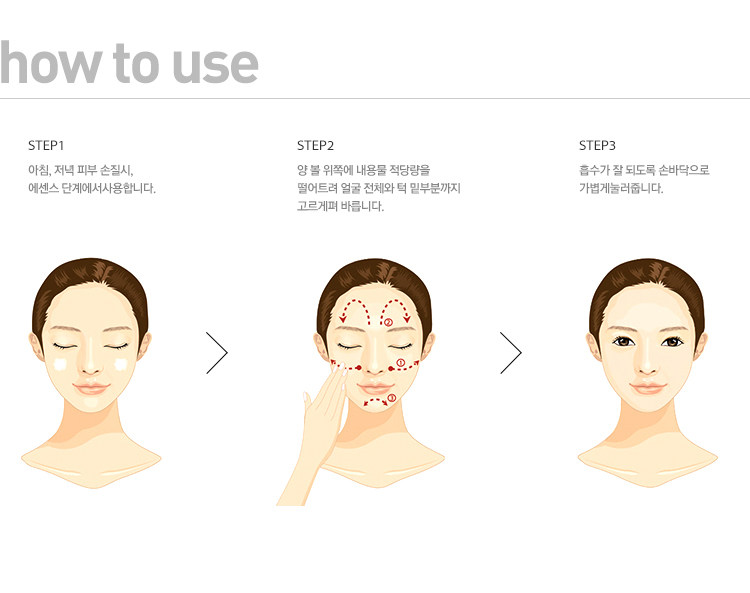 how to use
STEP1
아침, 저녁 피부 손질시,
에센스 단계에서사용합니다.
STEP2
양 볼 위쪽에 내용물 적당량을
떨어트려 얼굴 전체와 턱 밑부분까지
고르게펴 바릅니다.
STEP3
흡수가 잘 되도록 손바닥으로
가볍게눌러줍니다.
②
①
③